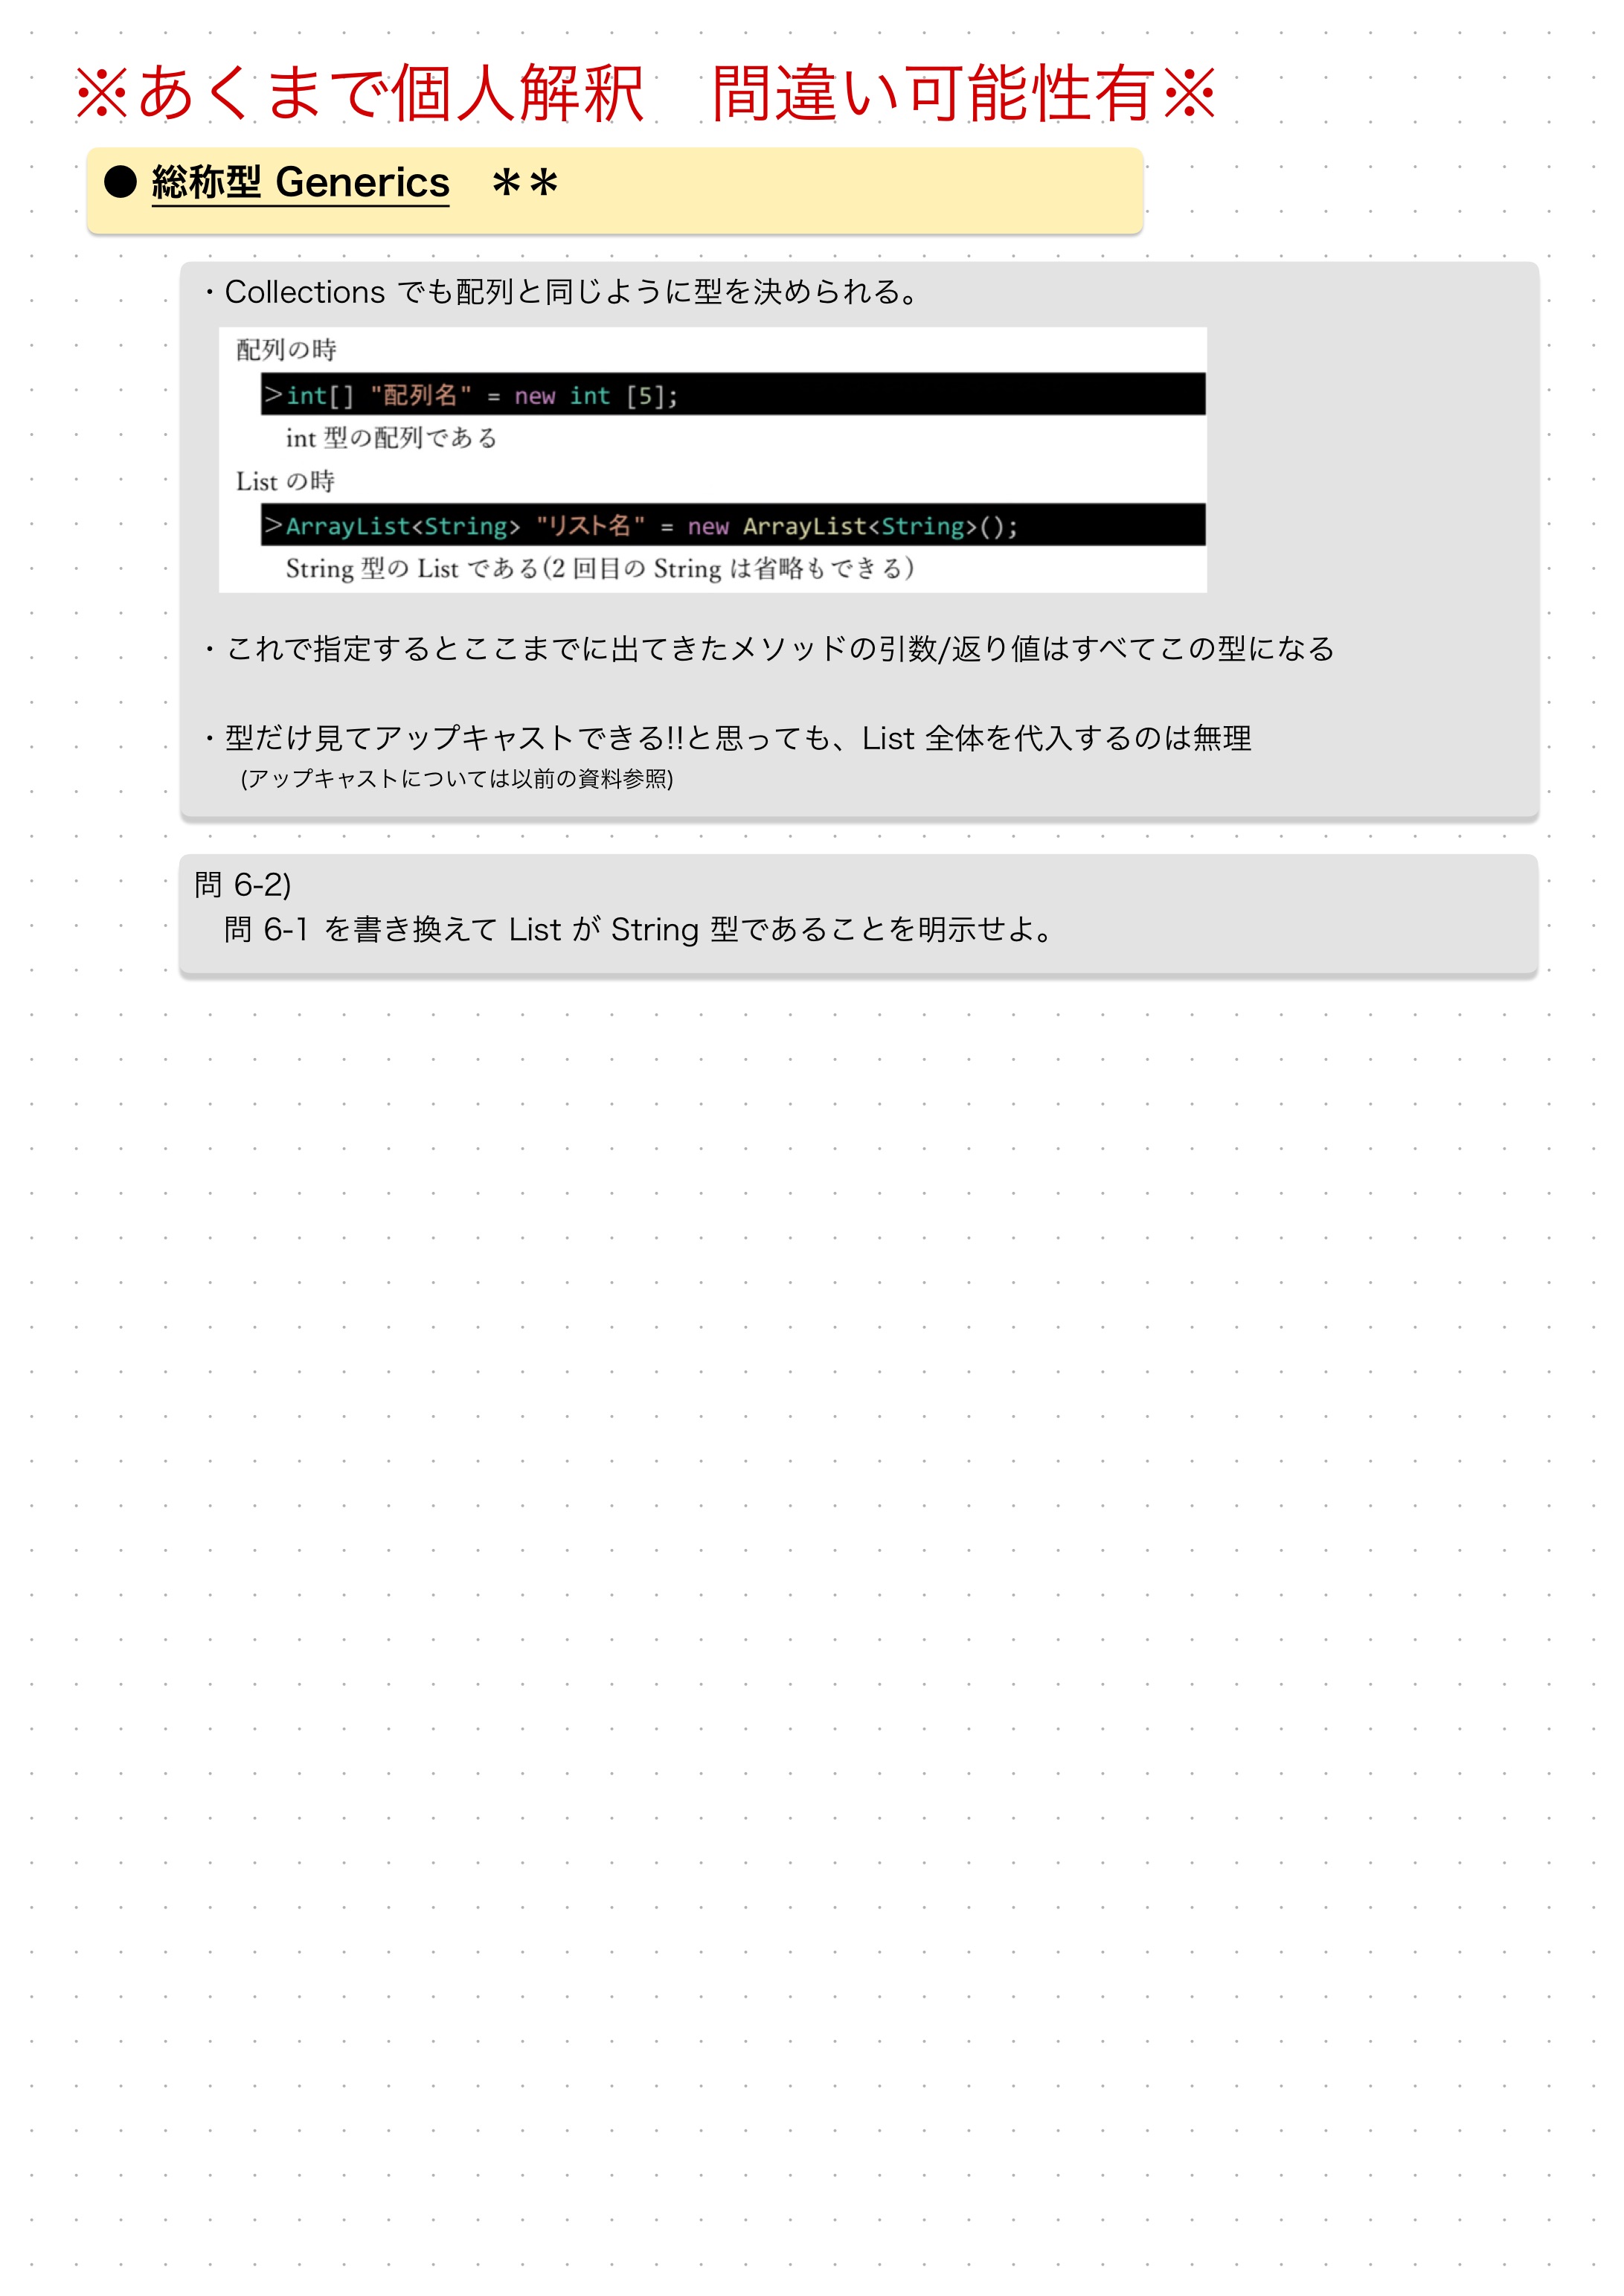 ※あくまで個人解釈　間違い可能性有※
● 総称型 Generics　＊＊
・Collections でも配列と同じように型を決められる。
配列の時
＞int[] "配列名" = new int [5];
int 型の配列である
List の時
＞ArrayList<String> "リスト名" = new ArrayList<String>();
String 型の List である(2 回目の String は省略もできる)
・これで指定するとここまでに出てきたメソッドの引数/返り値はすべてこの型になる
・型だけ見てアップキャストできる!!と思っても、List 全体を代入するのは無理
(アップキャストについては以前の資料参照)
問 6-2)
問 6-1 を書き換えて List が String 型であることを明示せよ。